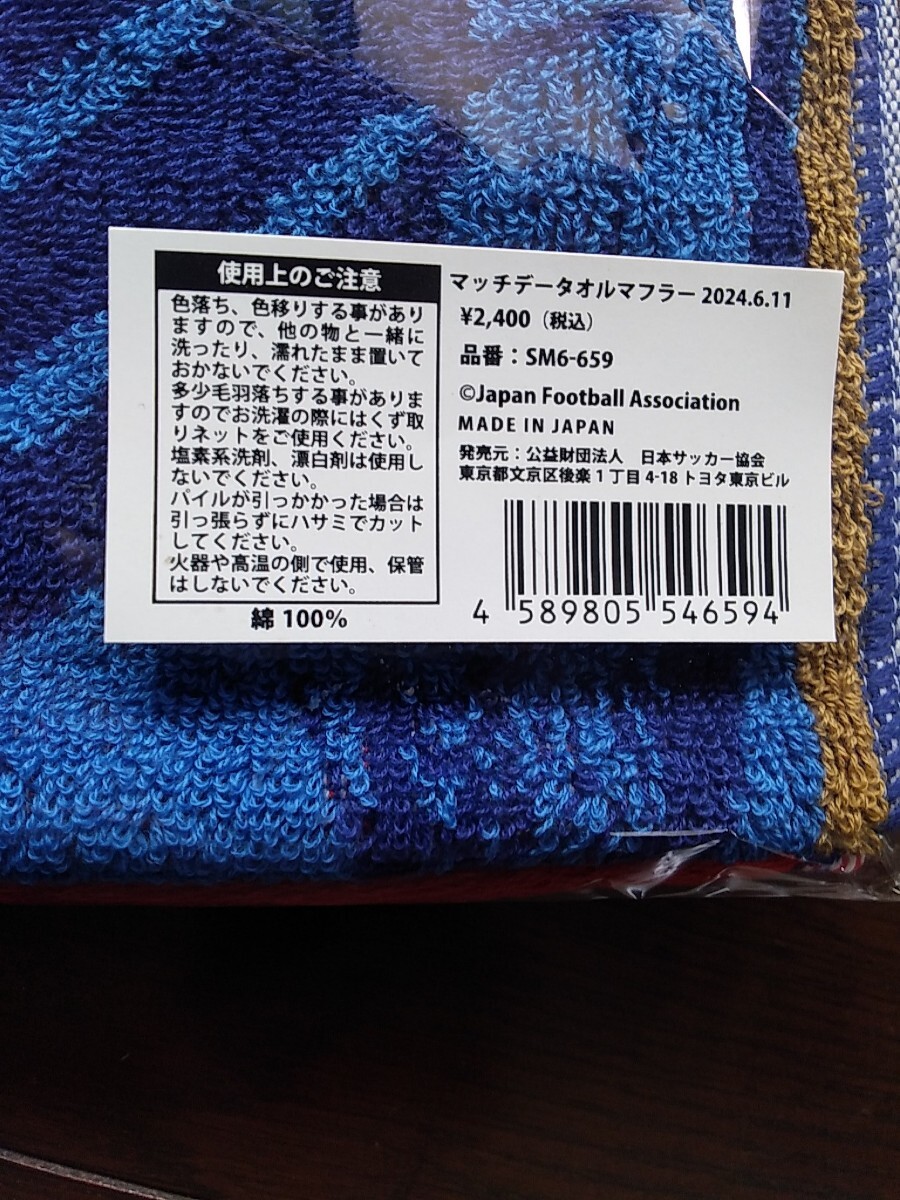 使用上のご注意
色落ち、色移りする事があり
ますので、他の物と一緒に
洗ったり、濡れたまま置いて
おかないでください。
多少毛羽落ちする事がありま
すのでお洗濯の際にはくず取
りネットをご使用ください。
塩素系洗剤、漂白剤は使用し
ないでください。
パイルが引っかかった場合は
引っ張らずにハサミでカット
してください。
火器や高温の側で使用、保管
はしないでください。
綿 100%
マッチデータオルマフラー 2024.6.11
¥2,400（税込）
品番：SM6-659
©Japan Football Association
MADE IN JAPAN
発売元：公益財団法人　日本サッカー協会
東京都文京区後楽 1 丁目 4-18 トヨタ東京ビル
4 589805 546594